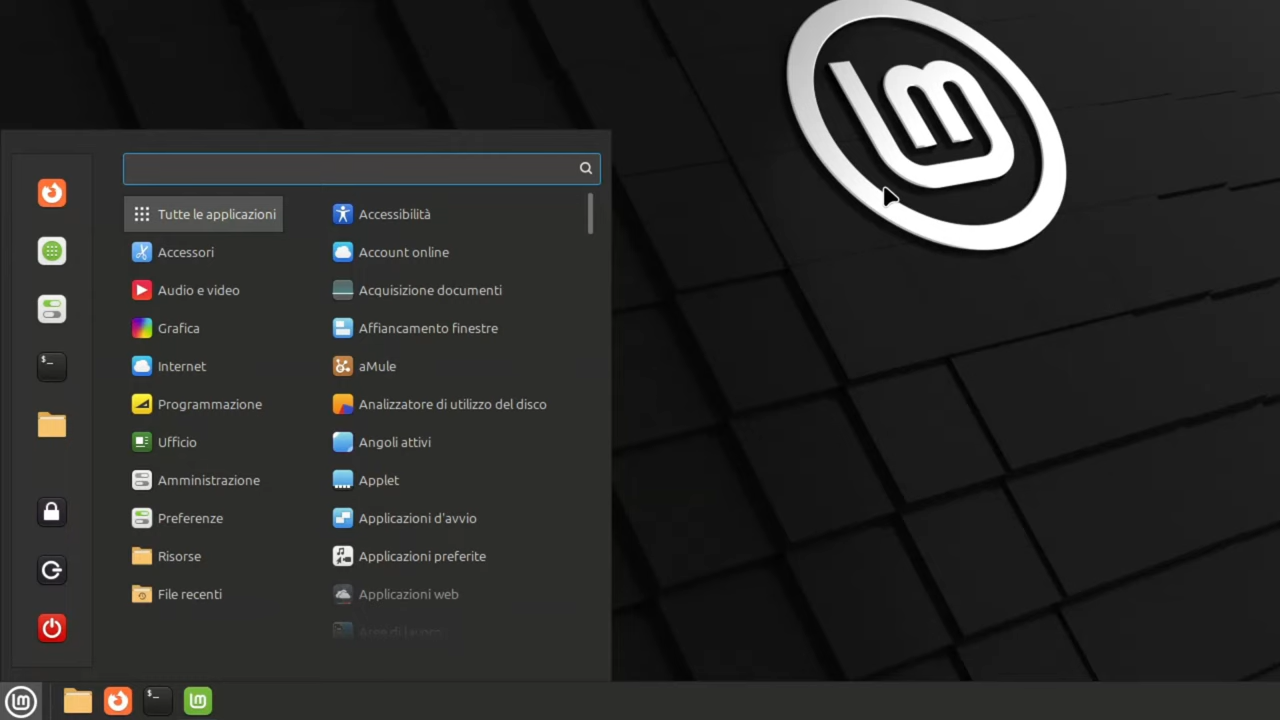 Tutte le applicazioni
Accessori
Audio e video
Grafica
Internet
Programmazione
Ufficio
Amministrazione
Preferenze
Risorse
File recenti
Accessibilità
Account online
Acquisizione documenti
Affiancamento finestre
aMule
Analizzatore di utilizzo del disco
Angoli attivi
Applet
Applicazioni d'avvio
Applicazioni preferite
Applicazioni web